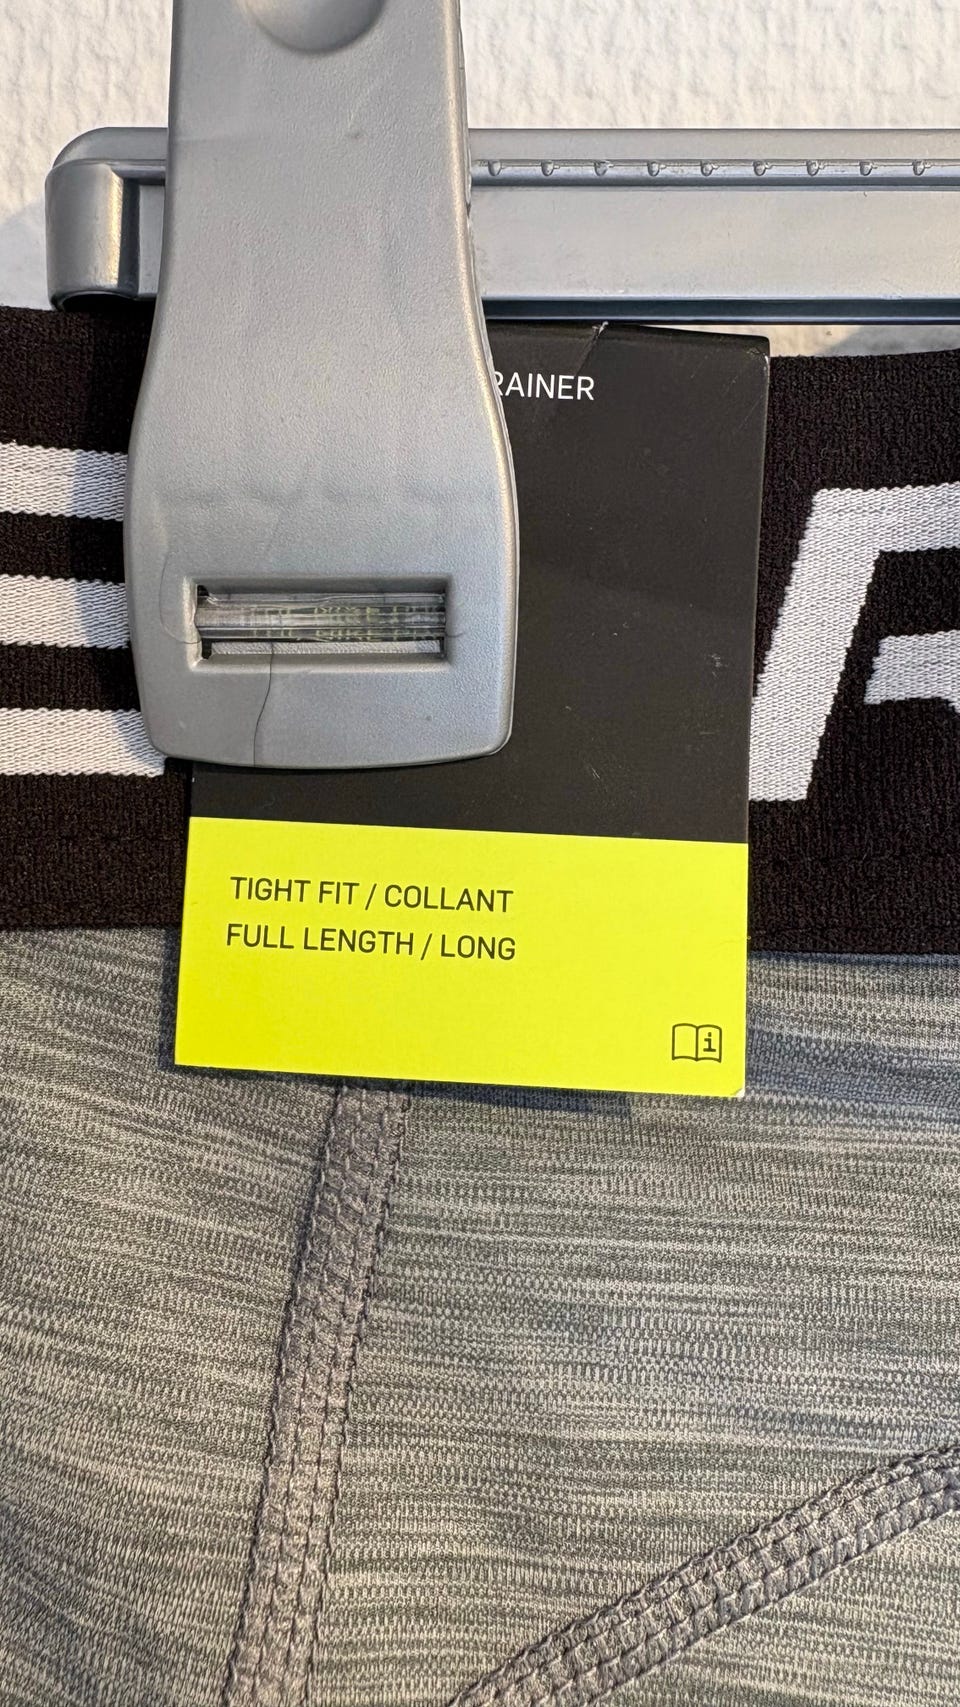 RAINER
TIGHT FIT / COLLANT
FULL LENGTH / LONG
i